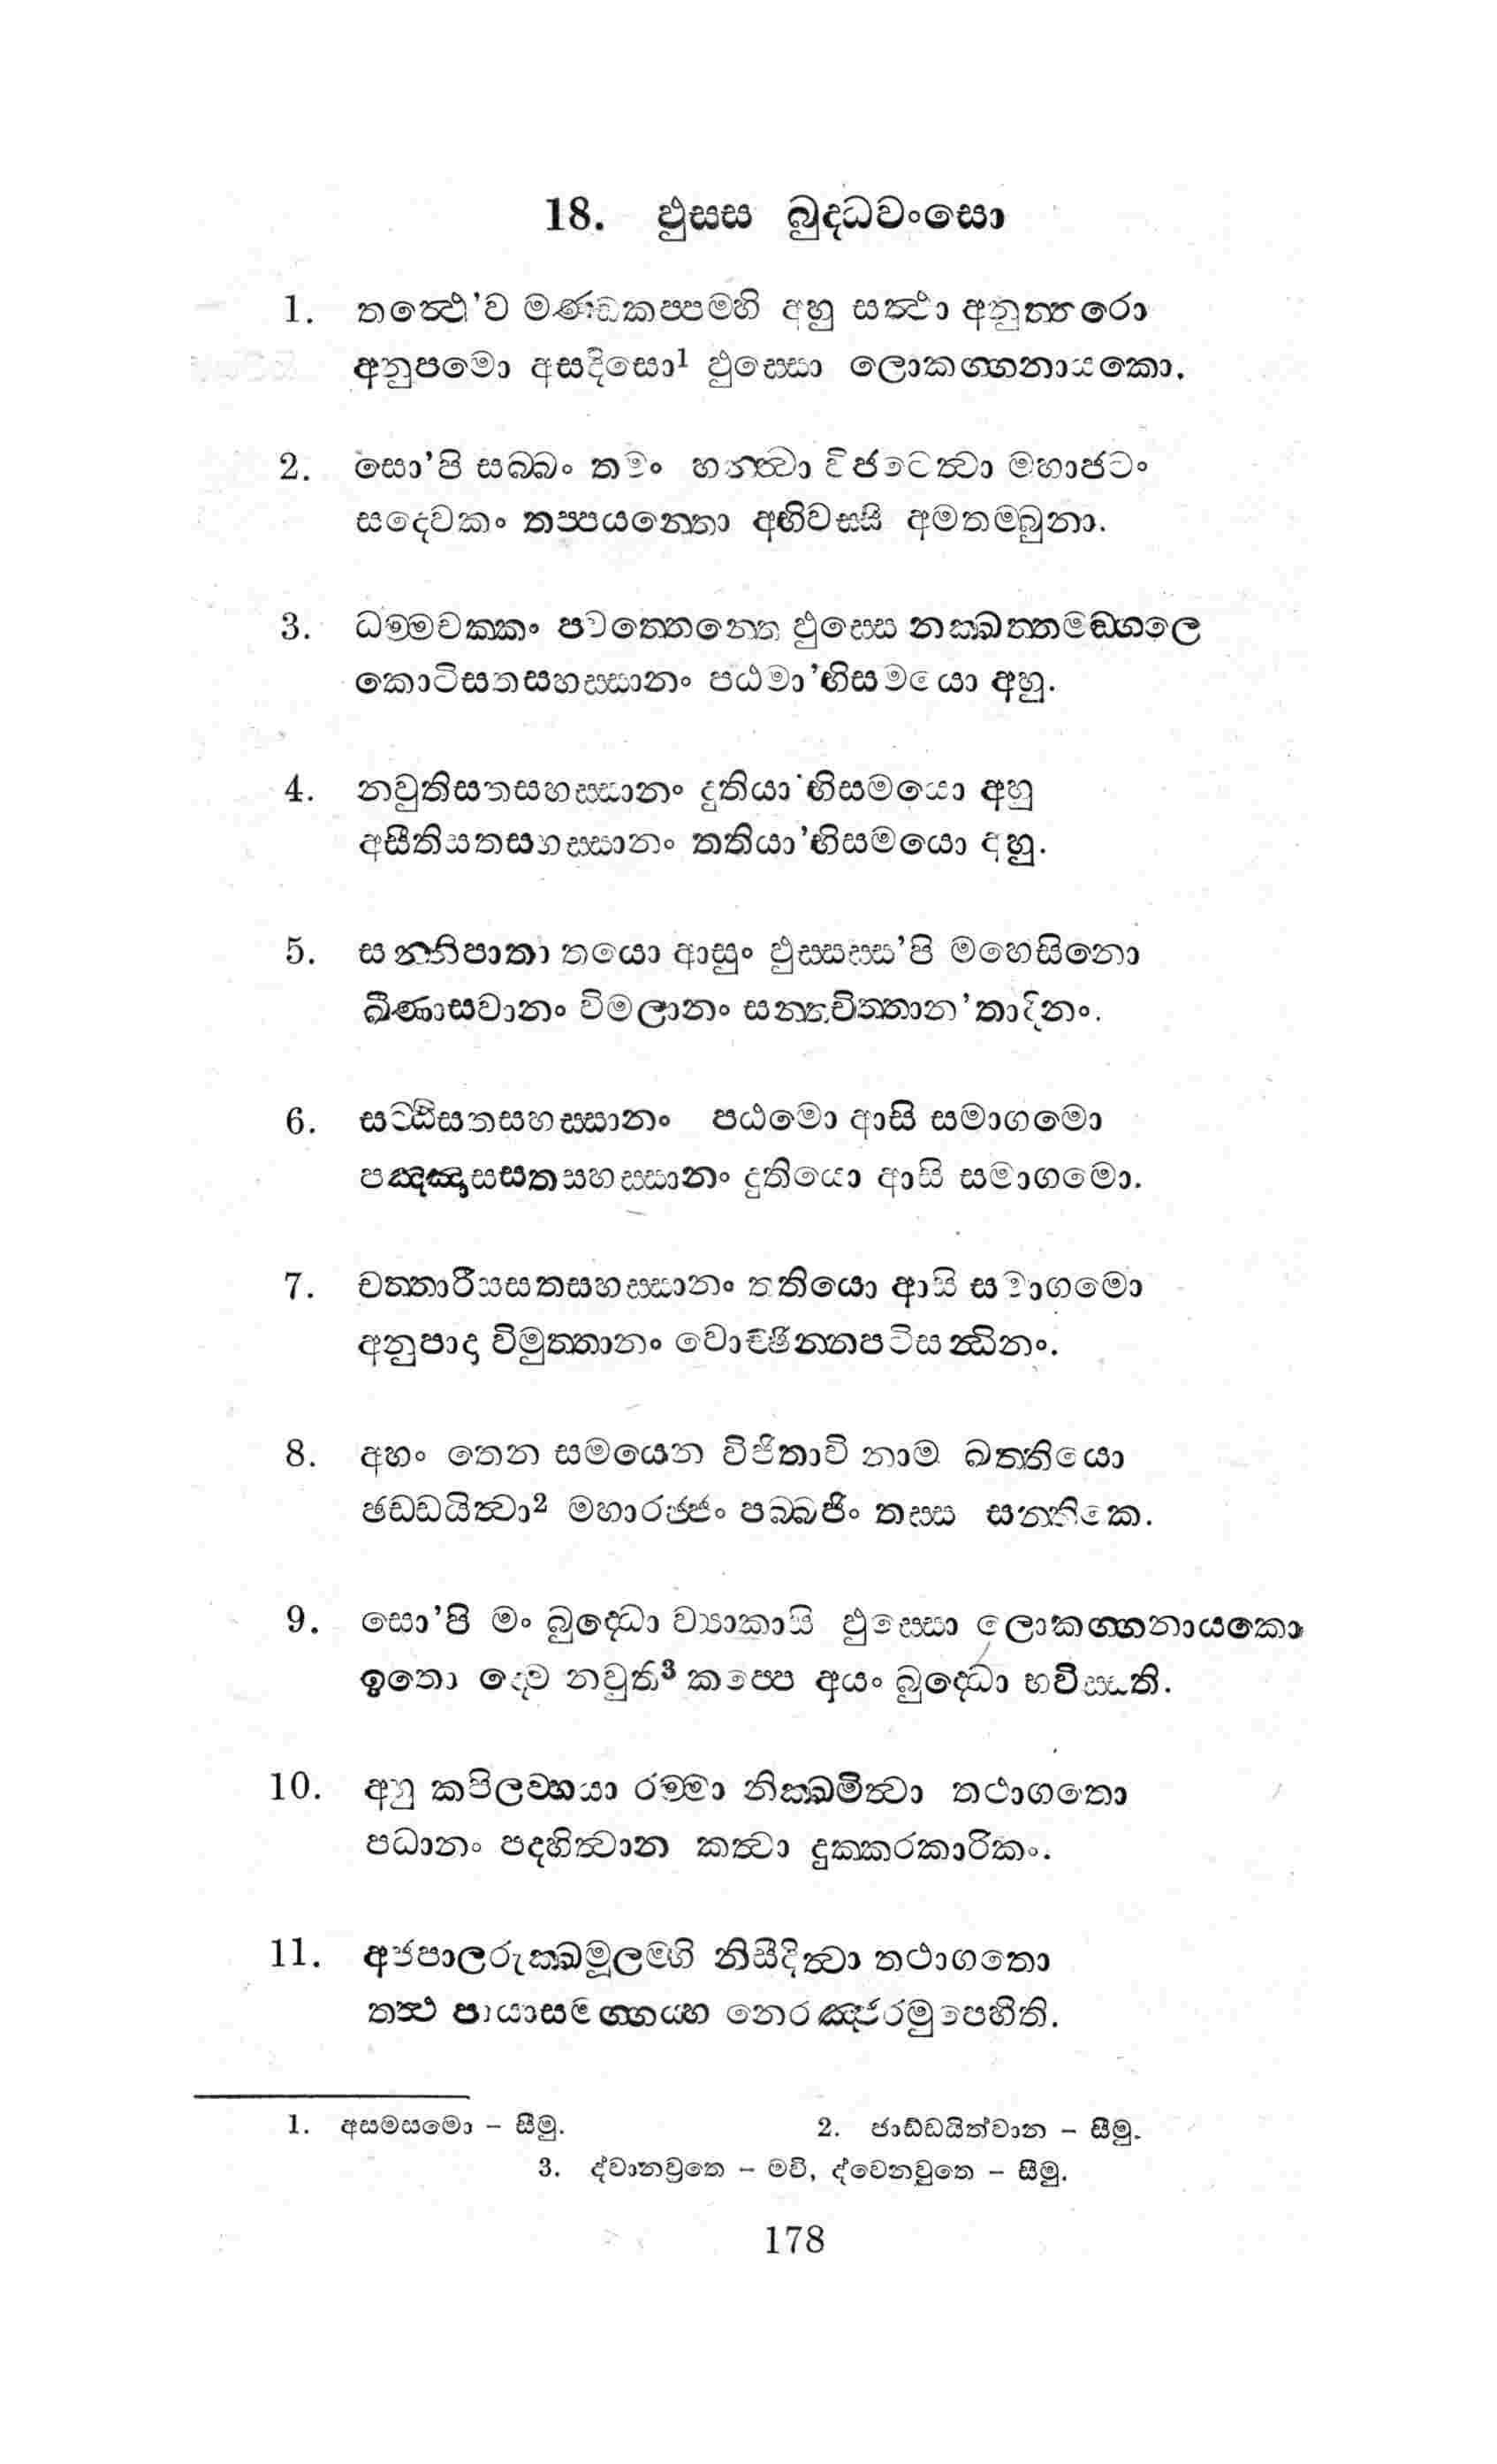 18. ඵුස්ස බුද්ධවංසො
1. තත්ථෙ'ව මණ්ඩකප්පම්හි අහු සත්ථා අනුත්තරො
අනුපමො අසදිසො1 ඵුස්සො ලොකග්ගනායකො.
2. සො'පි සබ්බං තමං හන්ත්වා විජටෙත්වා මහාජටං
සදෙවකං තප්පයන්තො අභිවස්සි අමතම්බුනා.
3. ධම්මචක්කං පවත්තෙන්තෙ ඵුස්සෙ නක්ඛත්තමඞ්ගලෙ
කොටිසතසහස්සානං පඨමා'භිසමයො අහු.
4. නවුතිසතසහස්සානං දුතියා'භිසමයො අහු
අසීතිසතසහස්සානං තතියා'භිසමයො අහු.
5. සන්නිපාතා තයො ආසුං ඵුස්සස්ස'පි මහෙසිනො
ඛීණාසවානං විමලානං සන්තචිත්තාන'තාදිනං.
6. සට්ඨිසතසහස්සානං පඨමො ආසි සමාගමො
පඤ්ඤාසසතසහස්සානං දුතියො ආසි සමාගමො.
7. චත්තාරීසසතසහස්සානං තතියො ආසි සමාගමො
අනුපාදා විමුත්තානං වොච්ඡින්නපටිසන්ධිනං.
8. අහං තෙන සමයෙන විජිතාවි නාම ඛත්තියො
ඡඩ්ඩයිත්වා2 මහාරජ්ජං පබ්බජිං තස්ස සන්තිකෙ.
9. සො'පි මං බුද්ධො ව්‍යාකාසි ඵුස්සො ලොකග්ගනායකො
ඉතො ද්වෙ නවුති3 කප්පෙ අයං බුද්ධො භවිස්සති.
10. අහු කපිලව්හයා රම්මා නික්ඛමිත්වා තථාගතො
පධානං පදහිත්වාන කත්වා දුක්කරකාරිකං.
11. අජපාලරුක්ඛමූලම්හි නිසීදිත්වා තථාගතො
තත්ථ පායාසමග්ගය්හ නෙරඤ්ජරමුපෙහිති.
1. අසමසමො – සීමු.
2. ඡාඩ්ඩයිත්වාන – සීමු.
3. ද්වානවුතෙ – මවි, ද්වෙනවුතෙ – සීමු.
178